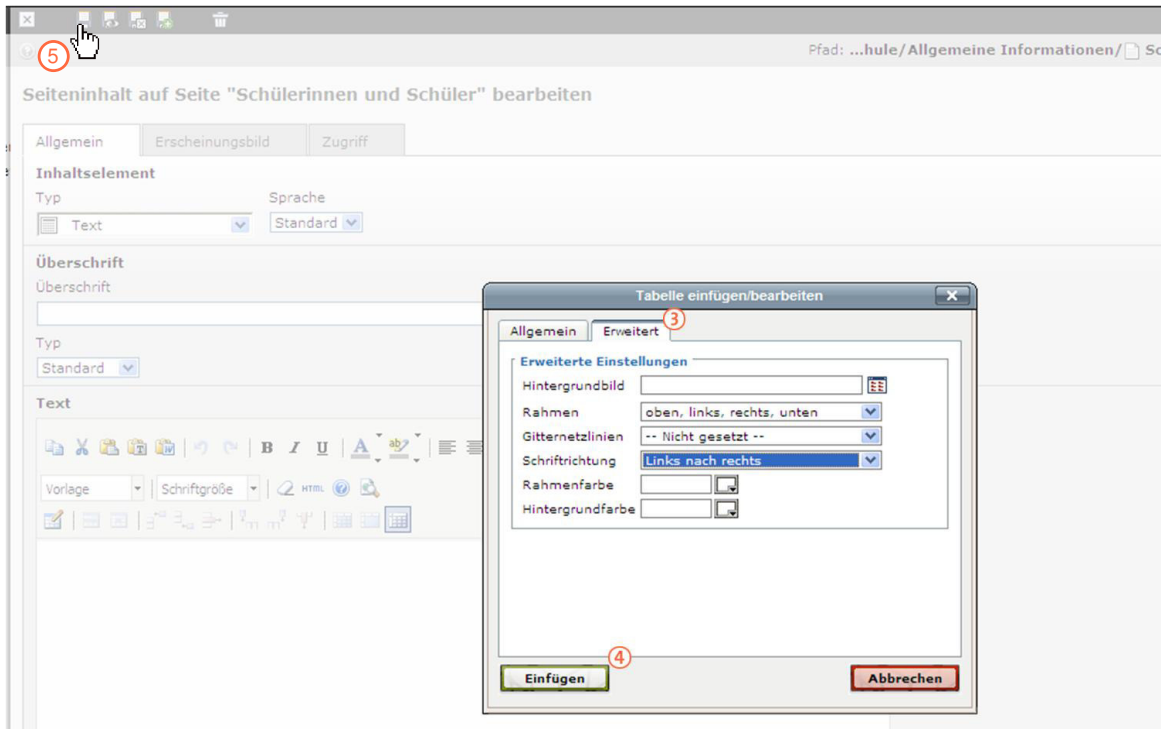 5
Pfad: ...hule/Allgemeine Informationen/ Sc
Seiteninhalt auf Seite "Schülerinnen und Schüler" bearbeiten
Allgemein Erscheinungsbild Zugriff
Inhaltselement
Typ Sprache
Text Standard
Überschrift
Überschrift
Typ
Standard
Text
B I U A ab
Vorlage Schriftgröße HTML
Tabelle einfügen/bearbeiten
Allgemein Erweitert 3
Erweiterte Einstellungen
Hintergrundbild
Rahmen oben, links, rechts, unten
Gitternetzlinien -- Nicht gesetzt --
Schriftrichtung Links nach rechts
Rahmenfarbe
Hintergrundfarbe
4
Einfügen Abbrechen